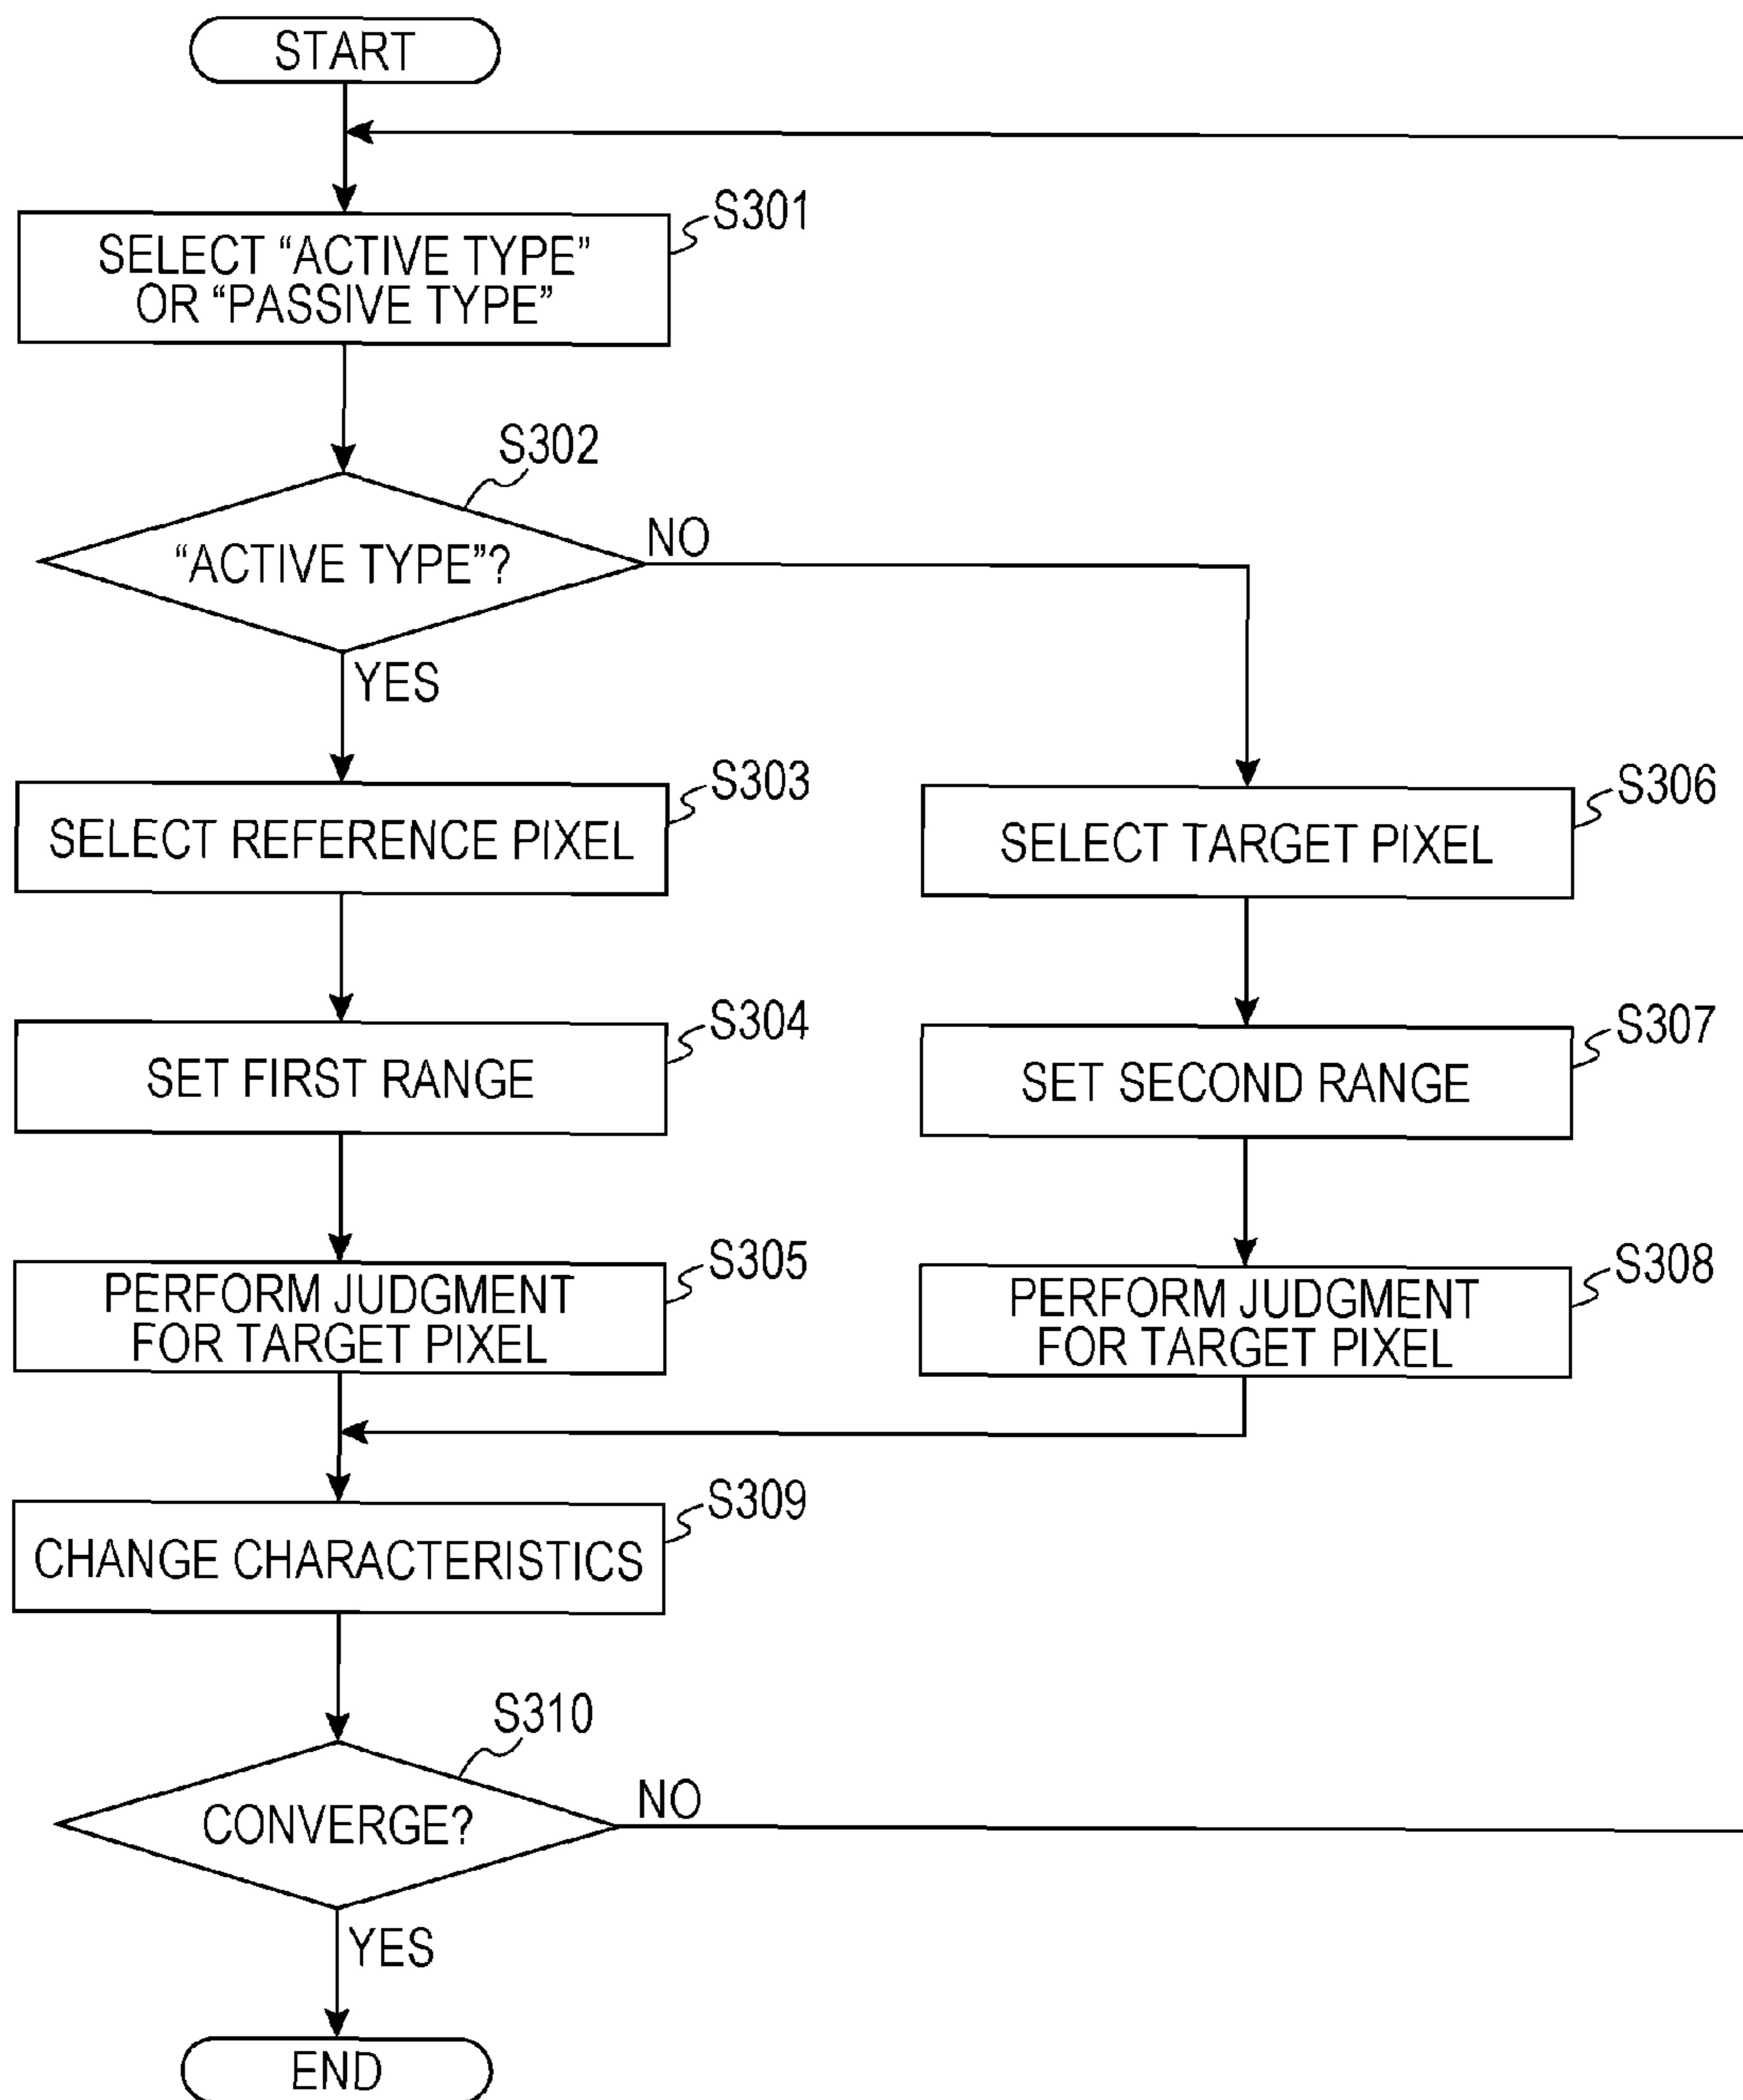 START
S301
SELECT “ACTIVE TYPE”
OR “PASSIVE TYPE”
S302
“ACTIVE TYPE”?
NO
YES
S303
SELECT REFERENCE PIXEL
S306
SELECT TARGET PIXEL
S304
SET FIRST RANGE
S307
SET SECOND RANGE
S305
PERFORM JUDGMENT
FOR TARGET PIXEL
S308
PERFORM JUDGMENT
FOR TARGET PIXEL
S309
CHANGE CHARACTERISTICS
S310
CONVERGE?
NO
YES
END